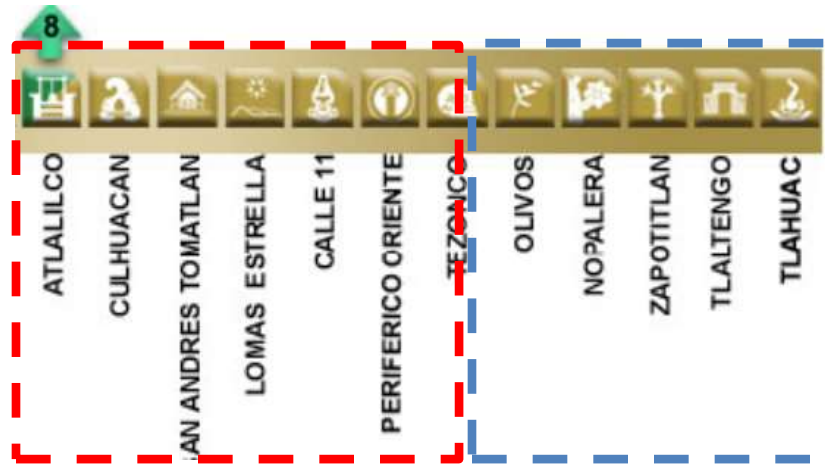 8
ATLALILCO
CULHUACAN
AN ANDRES TOMATLAN
LOMAS ESTRELLA
CALLE 11
PERIFERICO ORIENTE
TEZONCO
OLIVOS
NOPALERA
ZAPOTITLAN
TLALTENGO
TLAHUAC